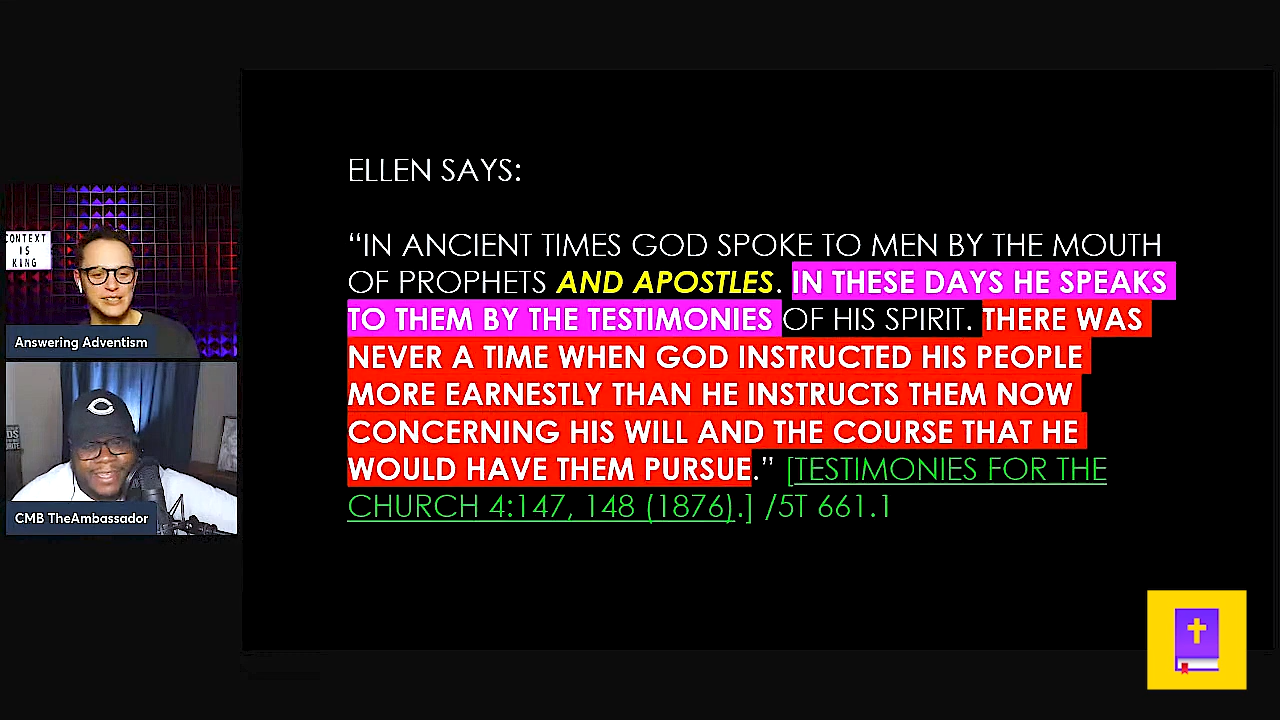 ELLEN SAYS:
“IN ANCIENT TIMES GOD SPOKE TO MEN BY THE MOUTH
OF PROPHETS AND APOSTLES. IN THESE DAYS HE SPEAKS
TO THEM BY THE TESTIMONIES OF HIS SPIRIT. THERE WAS
NEVER A TIME WHEN GOD INSTRUCTED HIS PEOPLE
MORE EARNESTLY THAN HE INSTRUCTS THEM NOW
CONCERNING HIS WILL AND THE COURSE THAT HE
WOULD HAVE THEM PURSUE.” [TESTIMONIES FOR THE
CHURCH 4:147, 148 (1876).] /5T 661.1
CONTEXT
IS
KING
Answering Adventism
CMB TheAmbassador